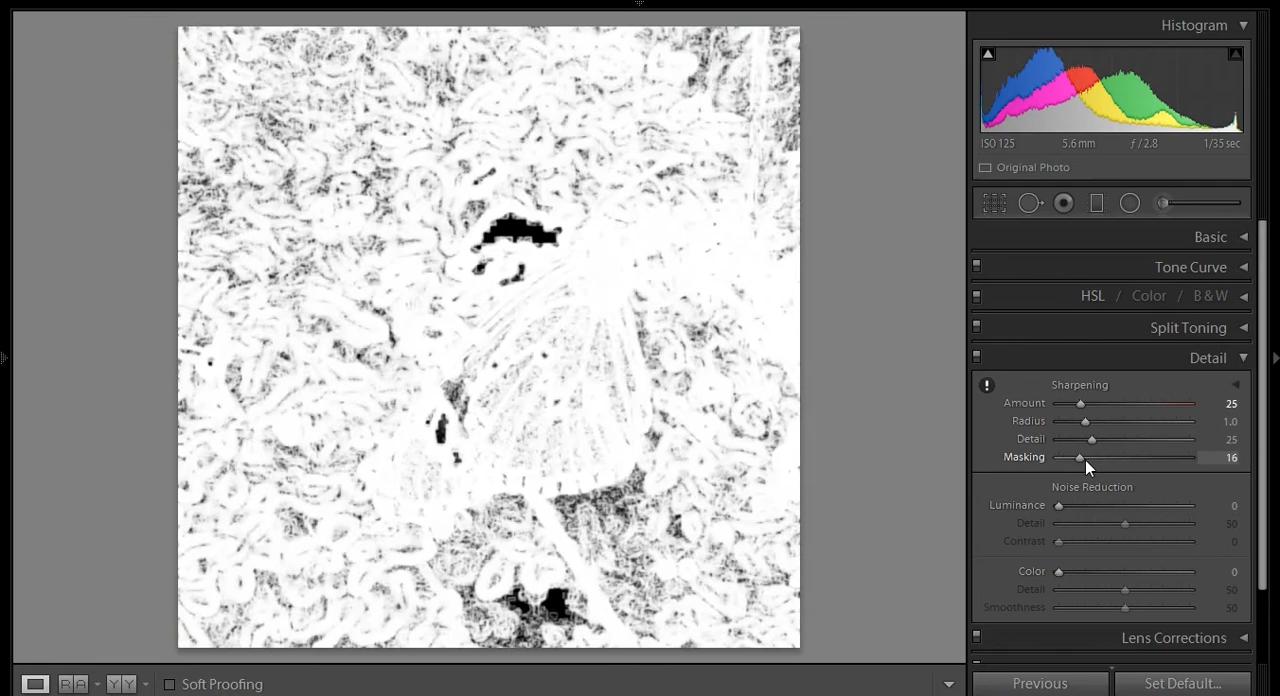 Histogram
ISO 125 5.6 mm ƒ / 2.8 1/35 sec
Original Photo
Basic
Tone Curve
HSL / Color / B & W
Split Toning
Detail
Sharpening
Amount 25
Radius 1.0
Detail 25
Masking 16
Noise Reduction
Luminance 0
Detail 50
Contrast 0
Color 0
Detail 50
Smoothness 50
Lens Corrections
R A Y Y Soft Proofing
Previous Set Default...